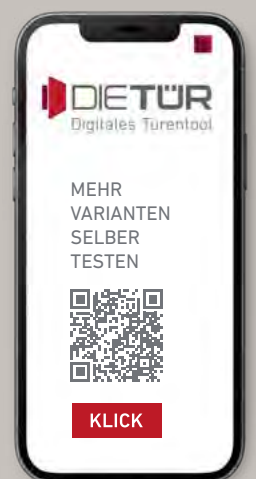 DIETÜR
Digitales Türentool
MEHR
VARIANTEN
SELBER
TESTEN
KLICK